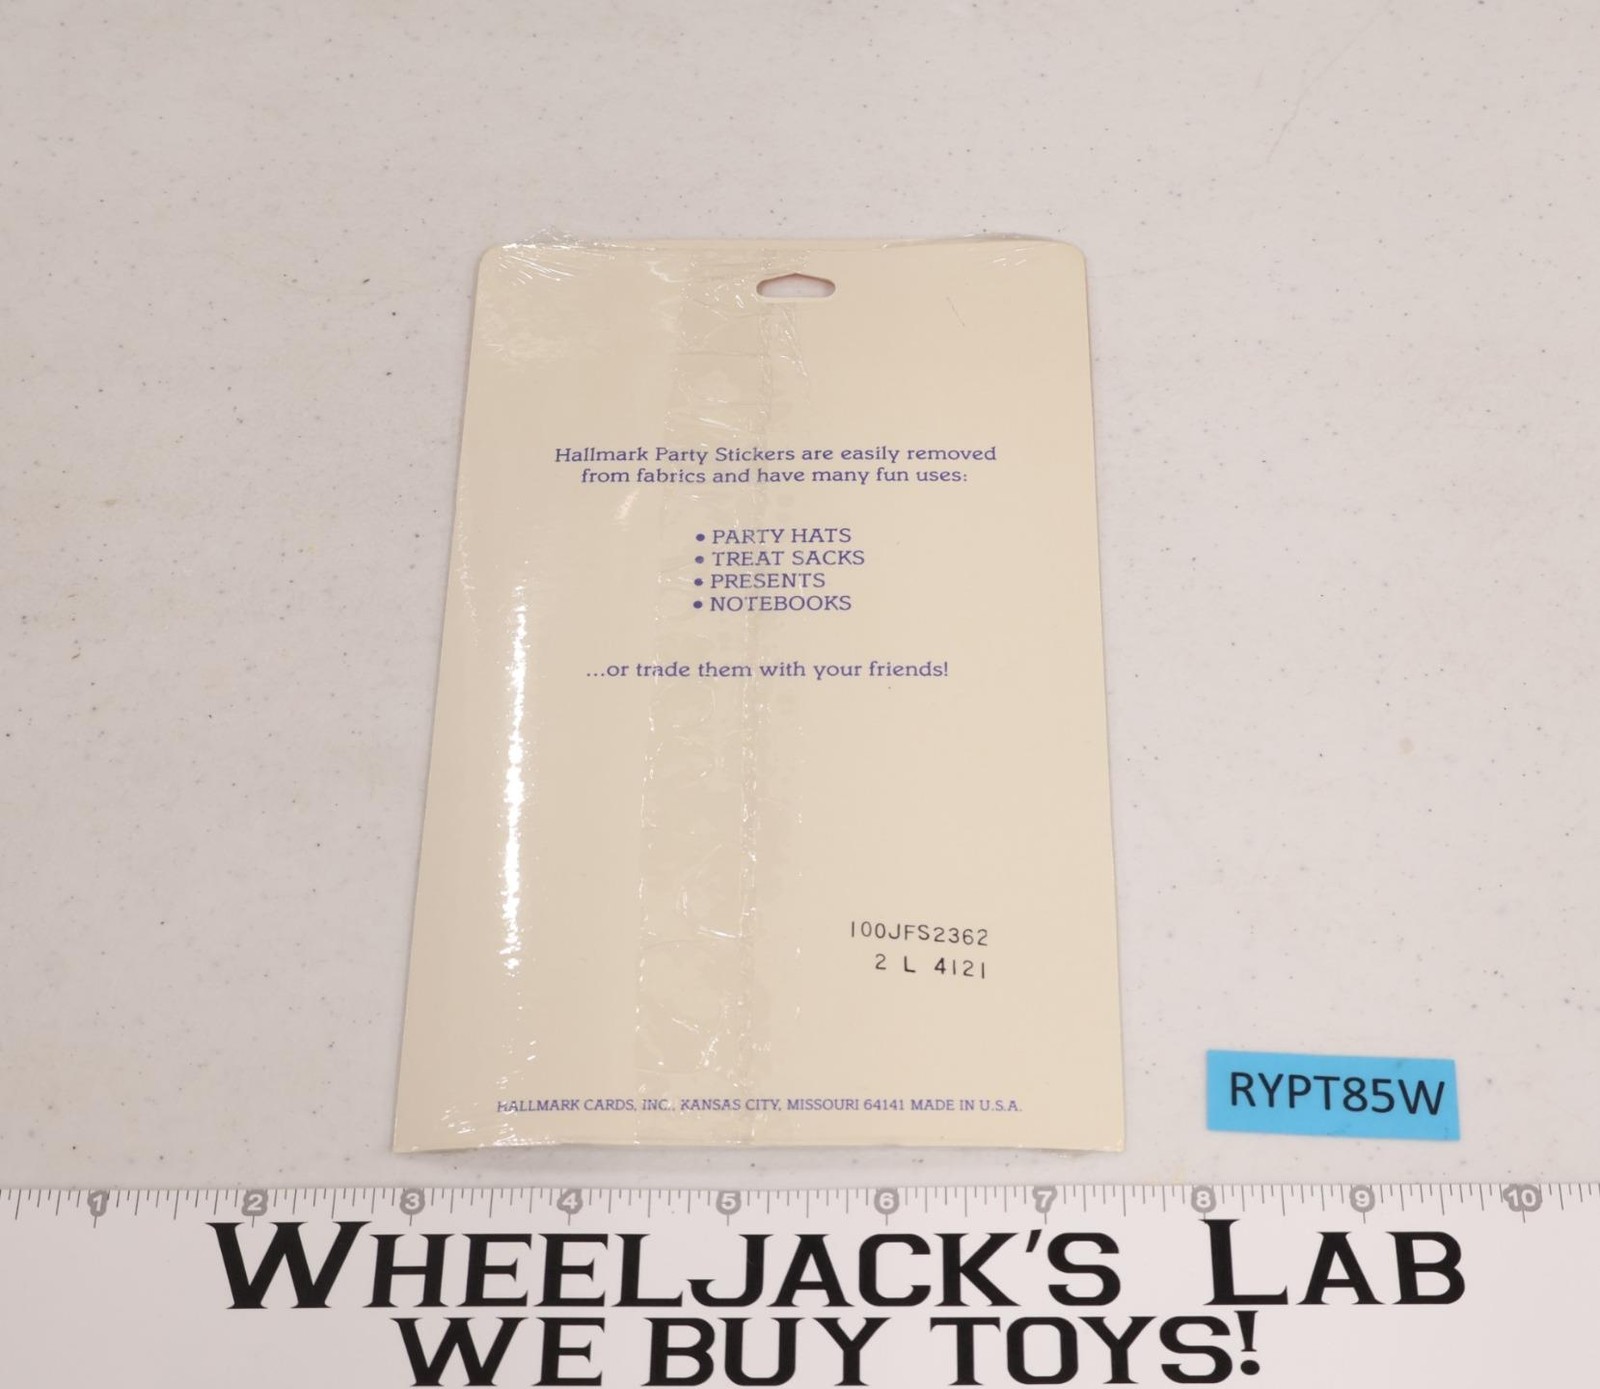 Hallmark Party Stickers are easily removed
from fabrics and have many fun uses:
• PARTY HATS
• TREAT SACKS
• PRESENTS
• NOTEBOOKS
...or trade them with your friends!
100JFS2362
2 L 4121
HALLMARK CARDS, INC., KANSAS CITY, MISSOURI 64141 MADE IN U.S.A.
RYPT85W
1 2 3 4 5 6 7 8 9 10
WHEELJACK'S LAB
WE BUY TOYS!